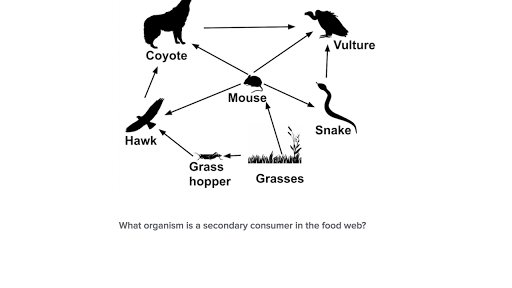 Coyote
Vulture
Mouse
Hawk
Snake
Grass
hopper
Grasses
What organism is a secondary consumer in the food web?